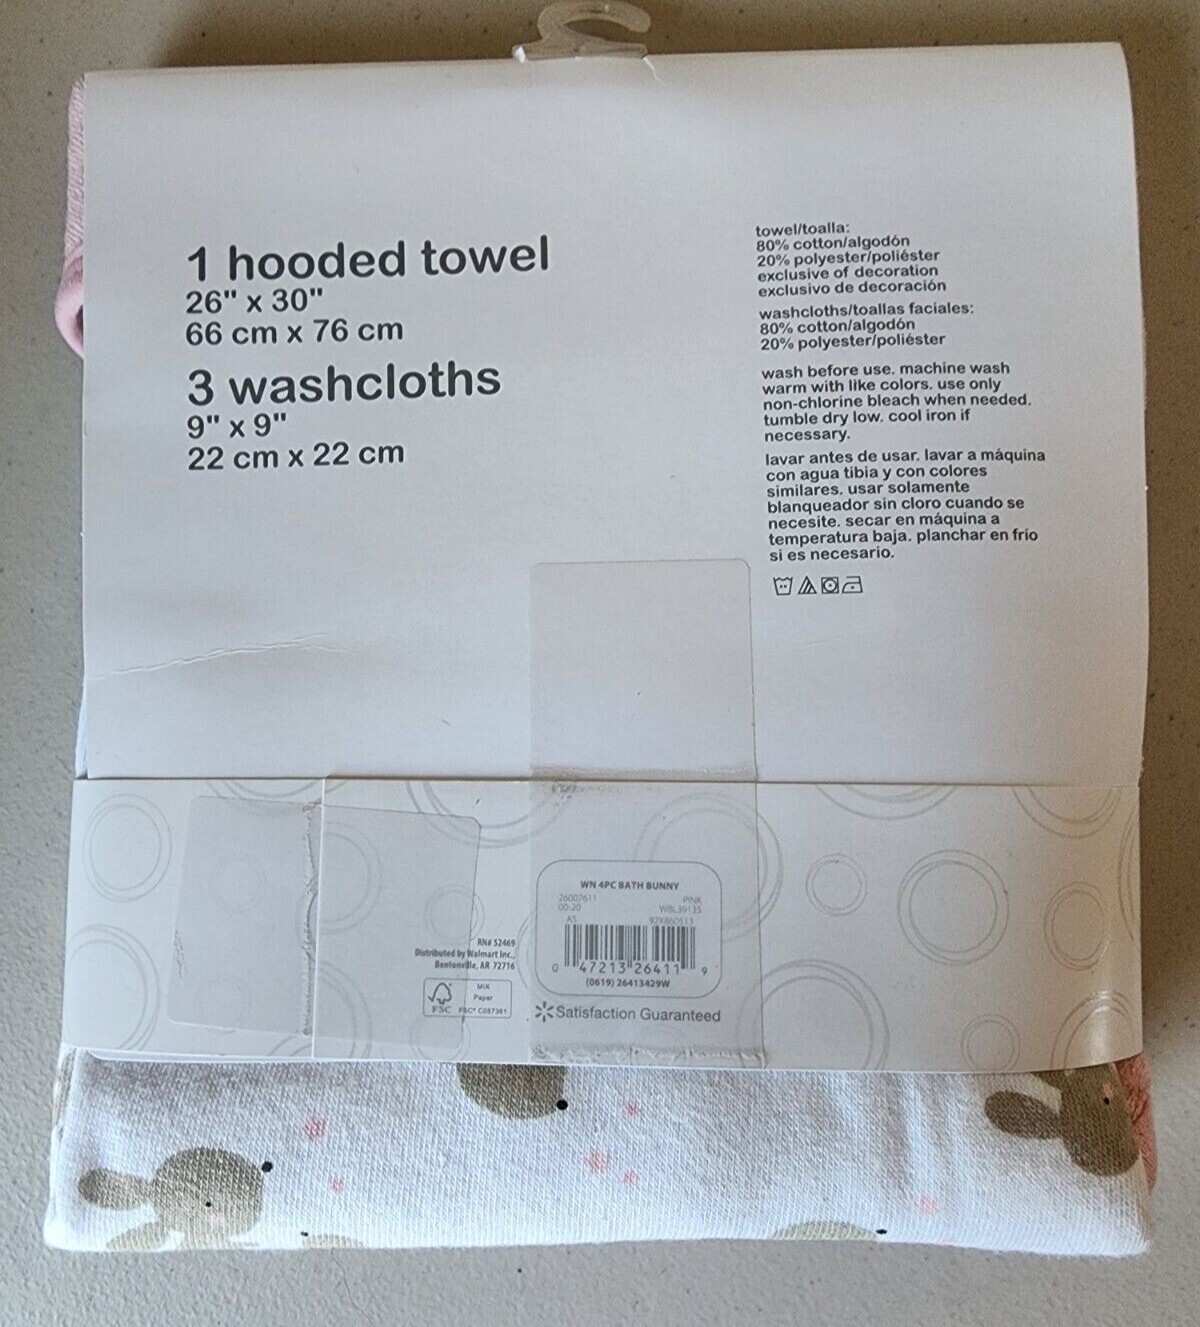 1 hooded towel
26" x 30"
66 cm x 76 cm
3 washcloths
9" x 9"
22 cm x 22 cm
towel/toalla:
80% cotton/algodón
20% polyester/poliéster
exclusive of decoration
exclusivo de decoración
washcloths/toallas faciales:
80% cotton/algodón
20% polyester/poliéster
wash before use. machine wash
warm with like colors. use only
non-chlorine bleach when needed.
tumble dry low. cool iron if
necessary.
lavar antes de usar. lavar a máquina
con agua tibia y con colores
similares. usar solamente
blanqueador sin cloro cuando se
necesite. secar en máquina a
temperatura baja. planchar en frío
si es necesario.
RN# 52469
Distributed by Walmart Inc.,
Bentonville, AR 72716
FSC
MIX
Paper
WN 4PC BATH BUNNY
26007611 PINK
00-20 WBL39135
AS 92X860513
0 47213 26411 9
(0619) 26413429W
Satisfaction Guaranteed